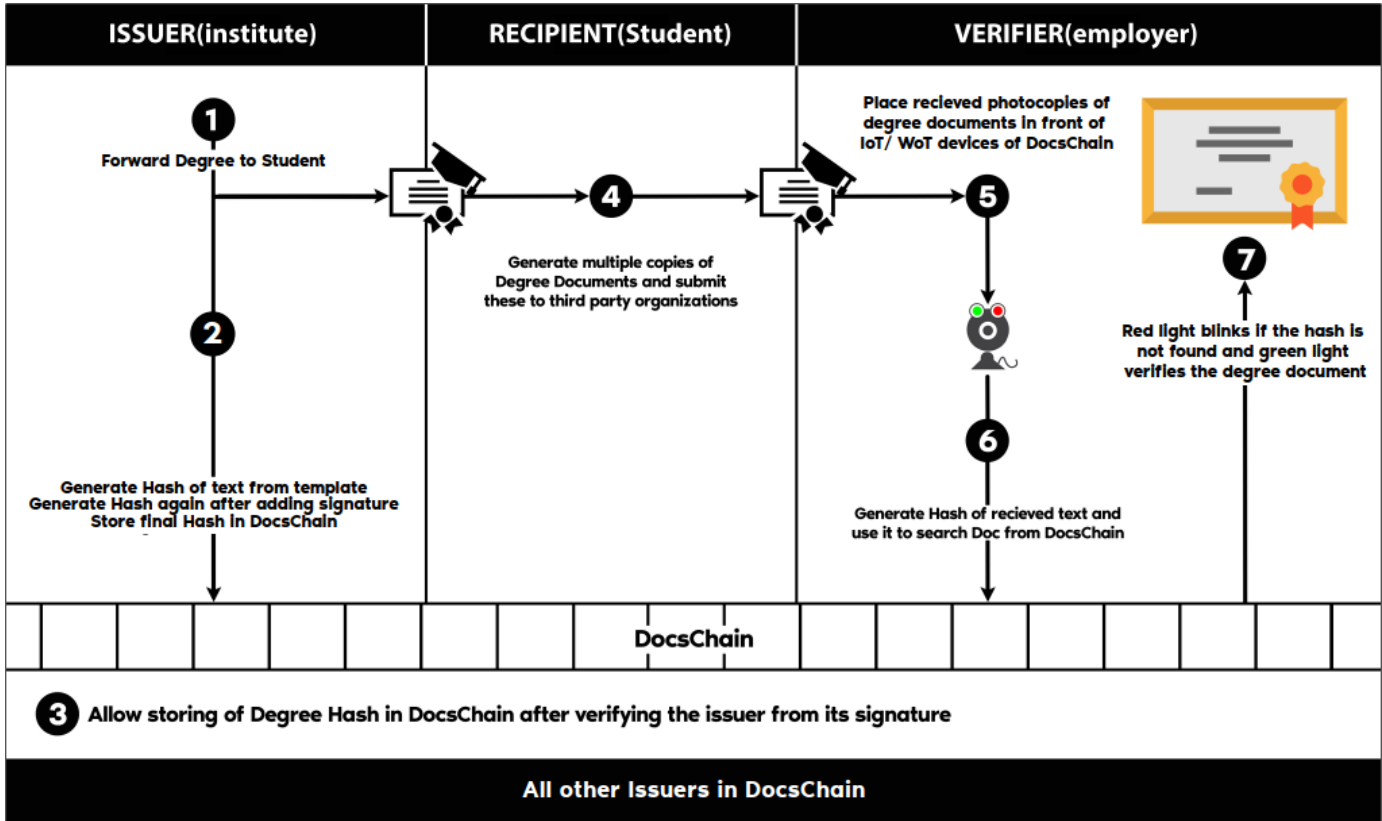 ISSUER(institute)
RECIPIENT(Student)
VERIFIER(employer)
1
Forward Degree to Student
2
Generate Hash of text from template
Generate Hash again after adding signature
Store final Hash in DocsChain
4
Generate multiple copies of
Degree Documents and submit
these to third party organizations
Place recieved photocopies of
degree documents in front of
IoT/ WoT devices of DocsChain
5
6
Generate Hash of recieved text and
use it to search Doc from DocsChain
7
Red light blinks if the hash is
not found and green light
verifies the degree document
DocsChain
3 Allow storing of Degree Hash in DocsChain after verifying the issuer from its signature
All other Issuers in DocsChain